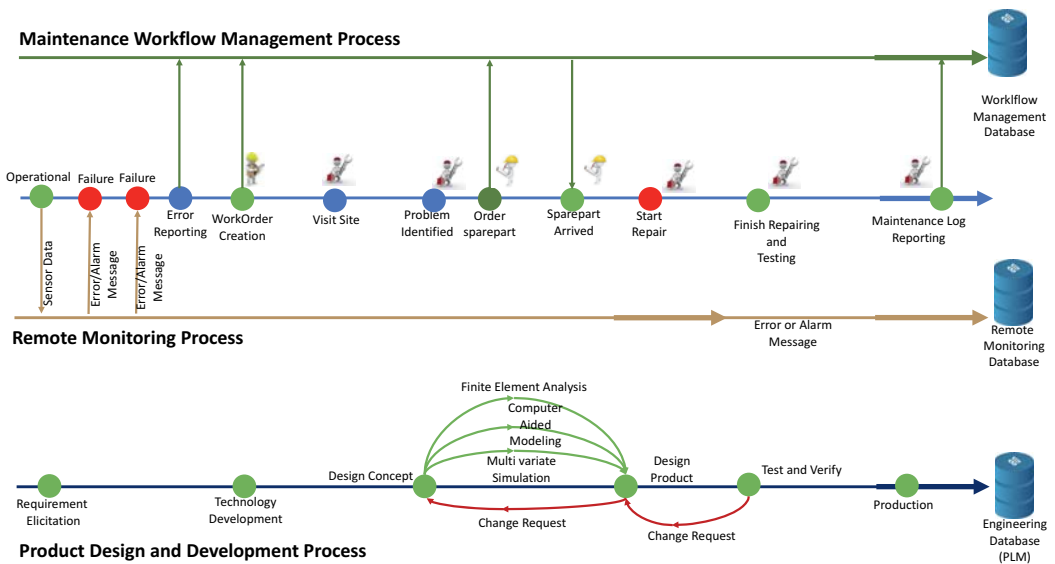 Maintenance Workflow Management Process
Worklflow
Management
Database
Operational
Failure
Failure
Error
Reporting
WorkOrder
Creation
Visit Site
Problem
Identified
Order
sparepart
Sparepart
Arrived
Start
Repair
Finish Repairing
and
Testing
Maintenance Log
Reporting
Sensor Data
Error/Alarm
Message
Error/Alarm
Message
Remote Monitoring Process
Error or Alarm
Message
Remote
Monitoring
Database
Finite Element Analysis
Computer
Aided
Modeling
Multi variate
Simulation
Design Concept
Design
Product
Test and Verify
Requirement
Elicitation
Technology
Development
Change Request
Change Request
Production
Engineering
Database
(PLM)
Product Design and Development Process